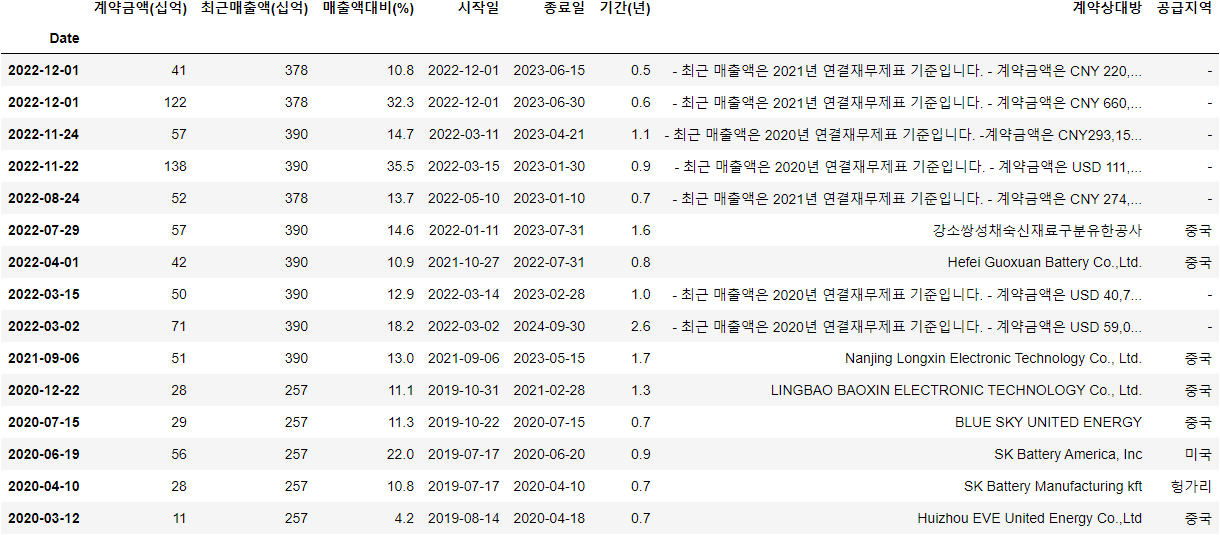 계약금액(십억) 최근매출액(십억) 매출액대비(%) 시작일 종료일 기간(년) 계약상대방 공급지역
Date
2022-12-01 41 378 10.8 2022-12-01 2023-06-15 0.5 - 최근 매출액은 2021년 연결재무제표 기준입니다. - 계약금액은 CNY 220,... -
2022-12-01 122 378 32.3 2022-12-01 2023-06-30 0.6 - 최근 매출액은 2021년 연결재무제표 기준입니다. - 계약금액은 CNY 660,... -
2022-11-24 57 390 14.7 2022-03-11 2023-04-21 1.1 - 최근 매출액은 2020년 연결재무제표 기준입니다. -계약금액은 CNY293,15... -
2022-11-22 138 390 35.5 2022-03-15 2023-01-30 0.9 - 최근 매출액은 2020년 연결재무제표 기준입니다. - 계약금액은 USD 111,... -
2022-08-24 52 378 13.7 2022-05-10 2023-01-10 0.7 - 최근 매출액은 2021년 연결재무제표 기준입니다. - 계약금액은 CNY 274,... -
2022-07-29 57 390 14.6 2022-01-11 2023-07-31 1.6 강소쌍성채숙신재료구분유한공사 중국
2022-04-01 42 390 10.9 2021-10-27 2022-07-31 0.8 Hefei Guoxuan Battery Co.,Ltd. 중국
2022-03-15 50 390 12.9 2022-03-14 2023-02-28 1.0 - 최근 매출액은 2020년 연결재무제표 기준입니다. - 계약금액은 USD 40,7... -
2022-03-02 71 390 18.2 2022-03-02 2024-09-30 2.6 - 최근 매출액은 2020년 연결재무제표 기준입니다. - 계약금액은 USD 59,0... -
2021-09-06 51 390 13.0 2021-09-06 2023-05-15 1.7 Nanjing Longxin Electronic Technology Co., Ltd. 중국
2020-12-22 28 257 11.1 2019-10-31 2021-02-28 1.3 LINGBAO BAOXIN ELECTRONIC TECHNOLOGY Co., Ltd. 중국
2020-07-15 29 257 11.3 2019-10-22 2020-07-15 0.7 BLUE SKY UNITED ENERGY 중국
2020-06-19 56 257 22.0 2019-07-17 2020-06-20 0.9 SK Battery America, Inc 미국
2020-04-10 28 257 10.8 2019-07-17 2020-04-10 0.7 SK Battery Manufacturing kft 헝가리
2020-03-12 11 257 4.2 2019-08-14 2020-04-18 0.7 Huizhou EVE United Energy Co.,Ltd 중국